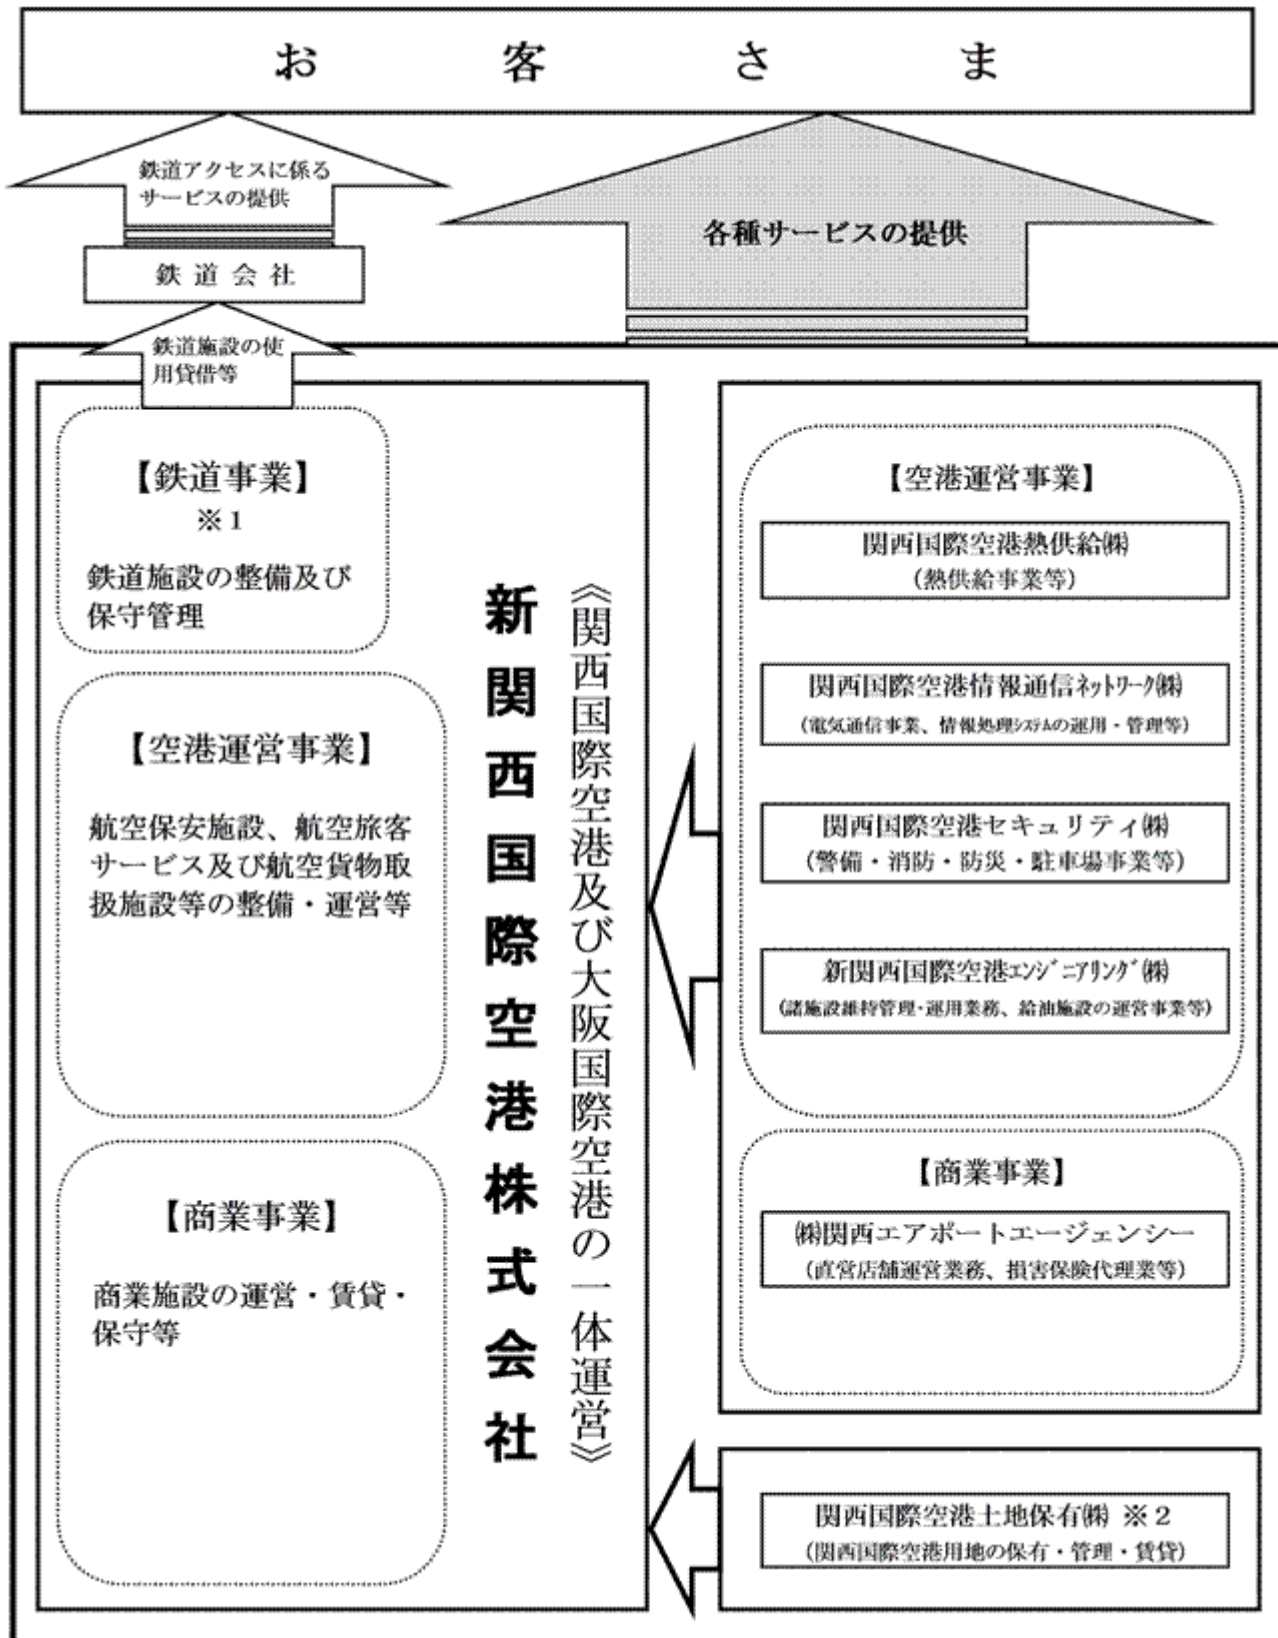 お客さま
鉄道アクセスに係る
サービスの提供
各種サービスの提供
鉄道会社
鉄道施設の使
用貸借等
【鉄道事業】
※1
鉄道施設の整備及び
保守管理
【空港運営事業】
航空保安施設、航空旅客
サービス及び航空貨物取
扱施設等の整備・運営等
【商業事業】
商業施設の運営・賃貸・
保守等
新関西国際空港株式会社
《関西国際空港及び大阪国際空港の一体運営》
【空港運営事業】
関西国際空港熱供給㈱
(熱供給事業等)
関西国際空港情報通信ﾈｯﾄﾜｰｸ㈱
(電気通信事業、情報処理ｼｽﾃﾑの運用・管理等)
関西国際空港セキュリティ㈱
(警備・消防・防災・駐車場事業等)
新関西国際空港ｴﾝｼﾞﾆｱﾘﾝｸﾞ㈱
(諸施設維持管理・運用業務、給油施設の運営事業等)
【商業事業】
㈱関西エアポートエージェンシー
(直営店舗運営業務、損害保険代理業等)
関西国際空港土地保有㈱ ※2
(関西国際空港用地の保有・管理・賃貸)